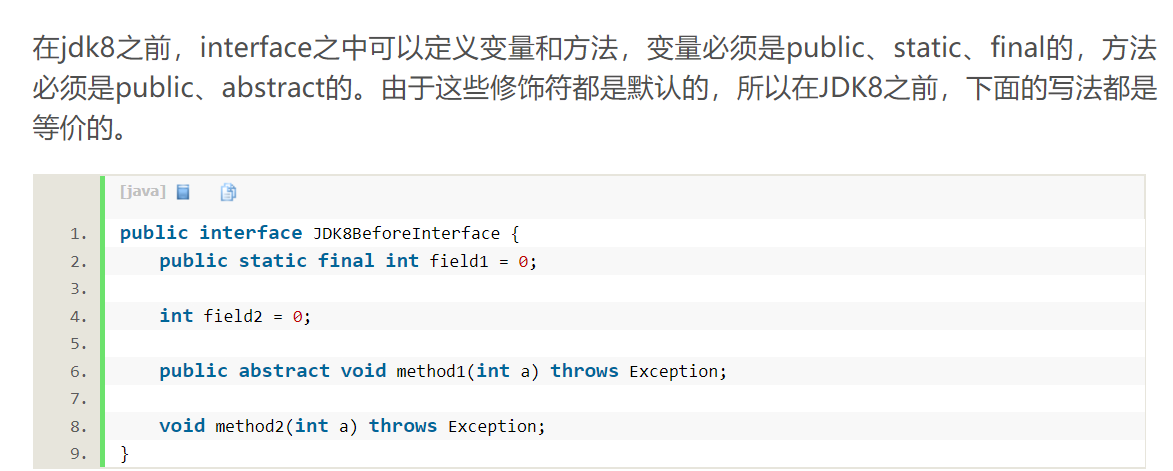 在jdk8之前，interface之中可以定义变量和方法，变量必须是public、static、final的，方法
必须是public、abstract的。由于这些修饰符都是默认的，所以在JDK8之前，下面的写法都是
等价的。
[java]
1. public interface JDK8BeforeInterface {
2.     public static final int field1 = 0;
3.
4.     int field2 = 0;
5.
6.     public abstract void method1(int a) throws Exception;
7.
8.     void method2(int a) throws Exception;
9. }